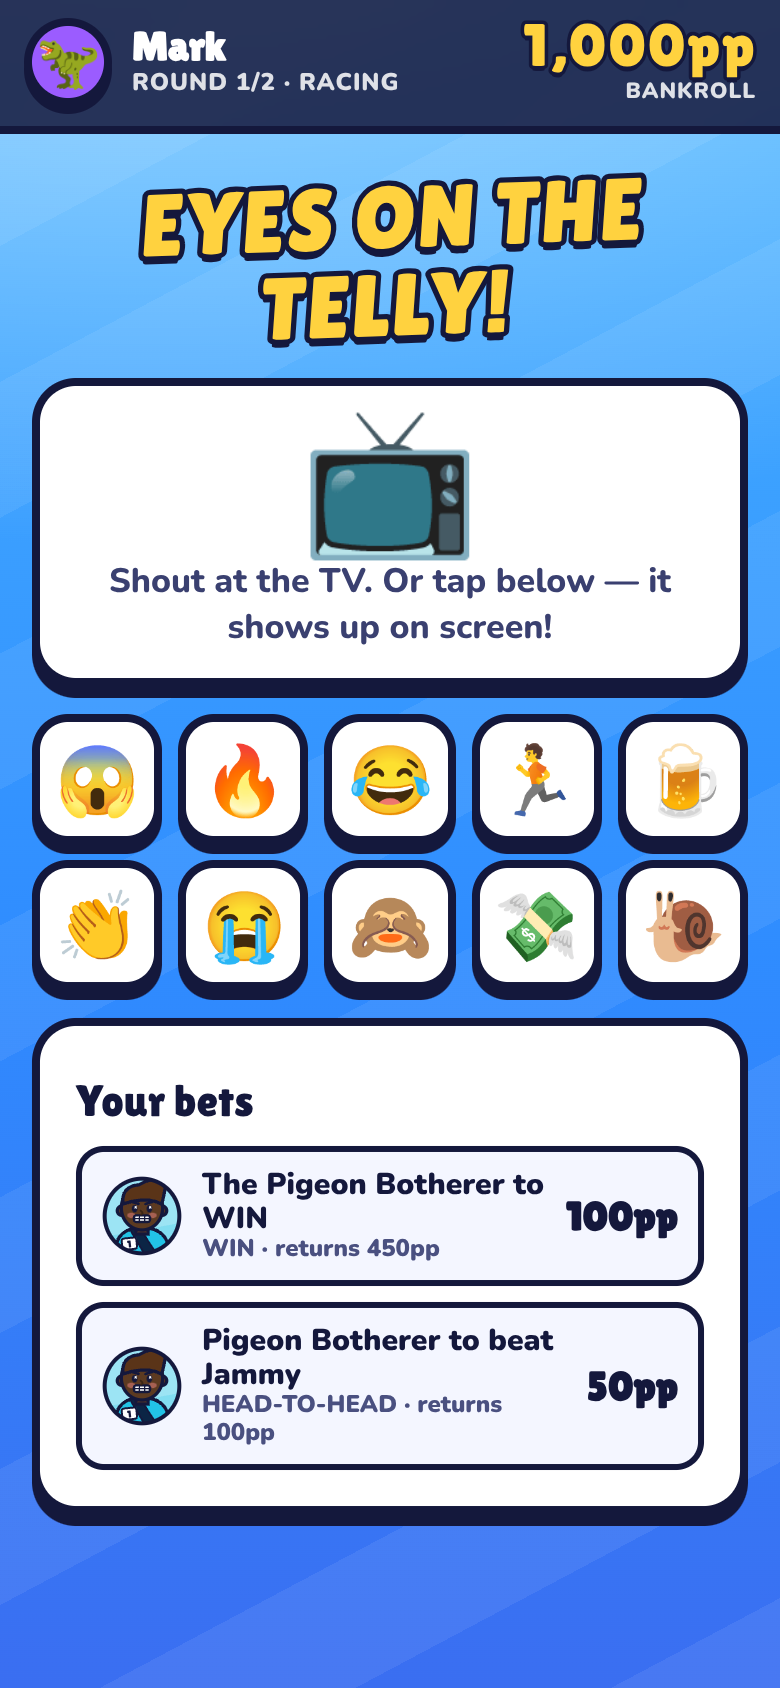 Mark
ROUND 1/2 · RACING
1,000pp
BANKROLL
EYES ON THE
TELLY!
Shout at the TV. Or tap below — it
shows up on screen!
Your bets
The Pigeon Botherer to
WIN
WIN · returns 450pp
100pp
Pigeon Botherer to beat
Jammy
HEAD-TO-HEAD · returns
100pp
50pp